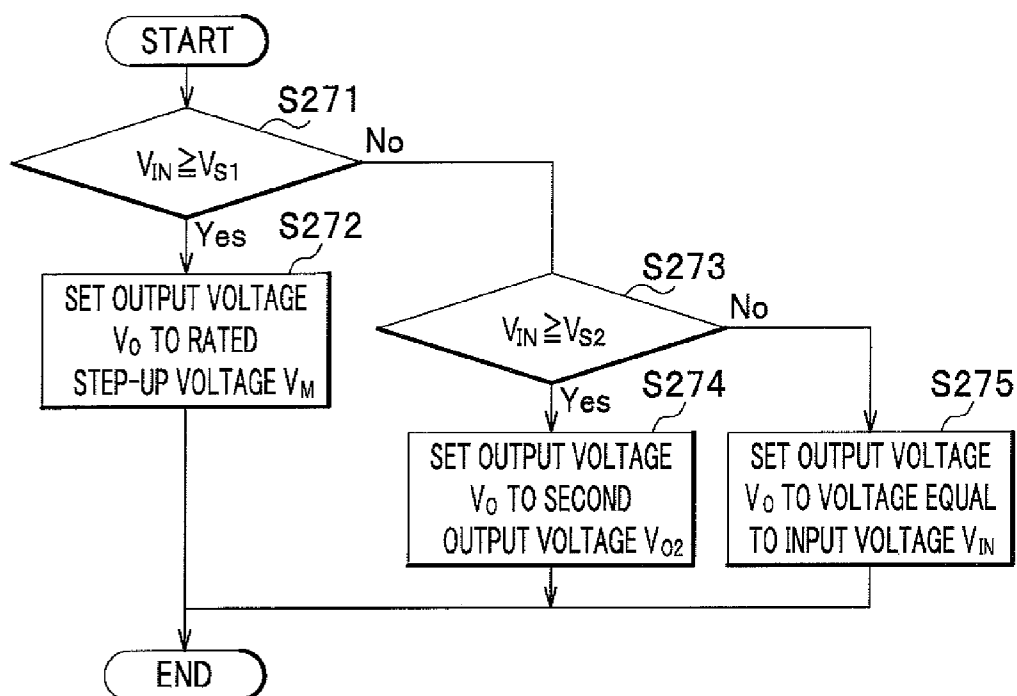 START
S271
V_IN ≧ V_S1
No
Yes
S272
SET OUTPUT VOLTAGE
V_O TO RATED
STEP-UP VOLTAGE V_M
S273
V_IN ≧ V_S2
No
Yes
S274
SET OUTPUT VOLTAGE
V_O TO SECOND
OUTPUT VOLTAGE V_O2
S275
SET OUTPUT VOLTAGE
V_O TO VOLTAGE EQUAL
TO INPUT VOLTAGE V_IN
END